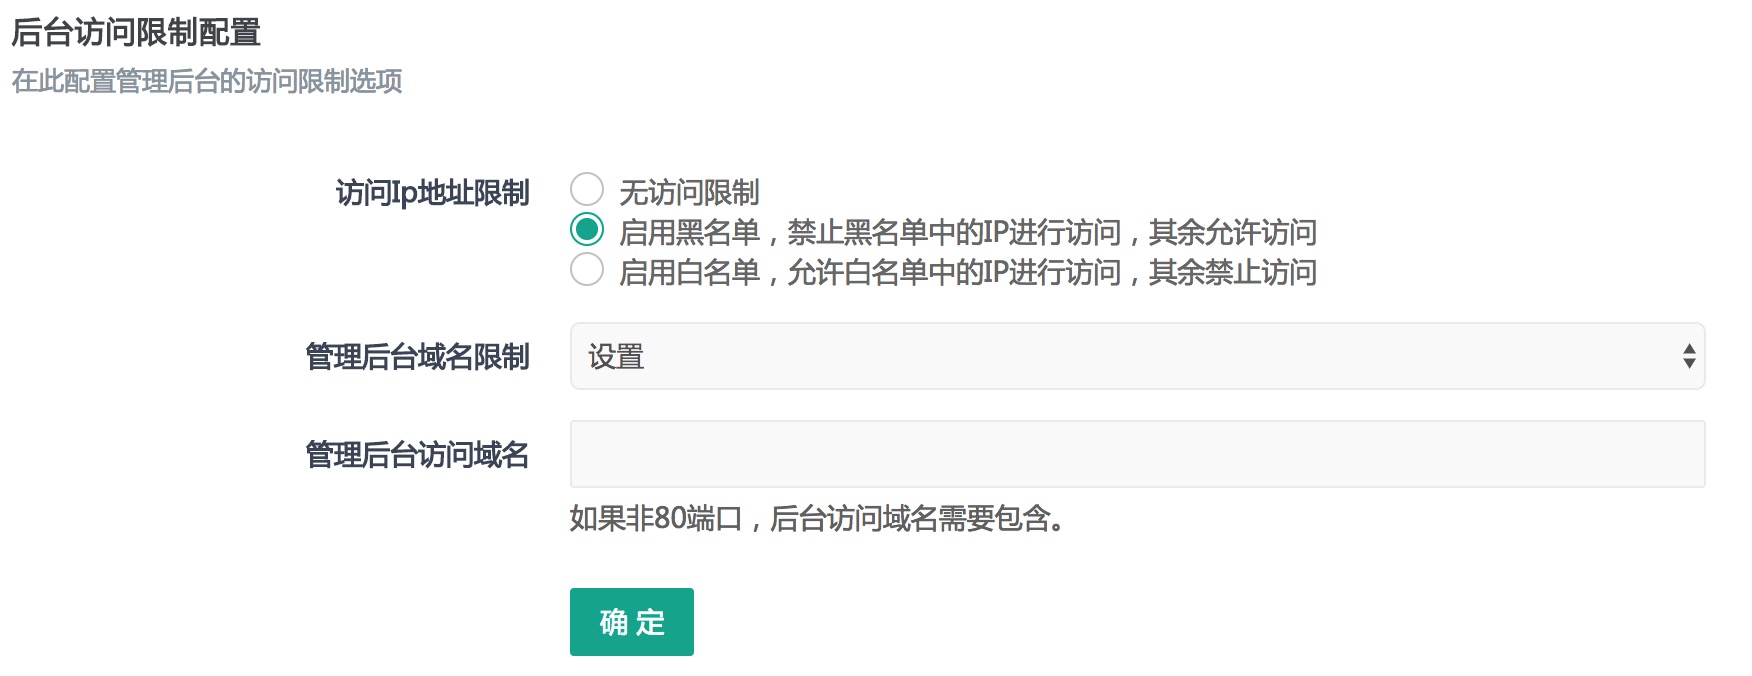 后台访问限制配置
在此配置管理后台的访问限制选项
访问Ip地址限制
无访问限制
启用黑名单，禁止黑名单中的IP进行访问，其余允许访问
启用白名单，允许白名单中的IP进行访问，其余禁止访问
管理后台域名限制
设置
管理后台访问域名
如果非80端口，后台访问域名需要包含。
确 定